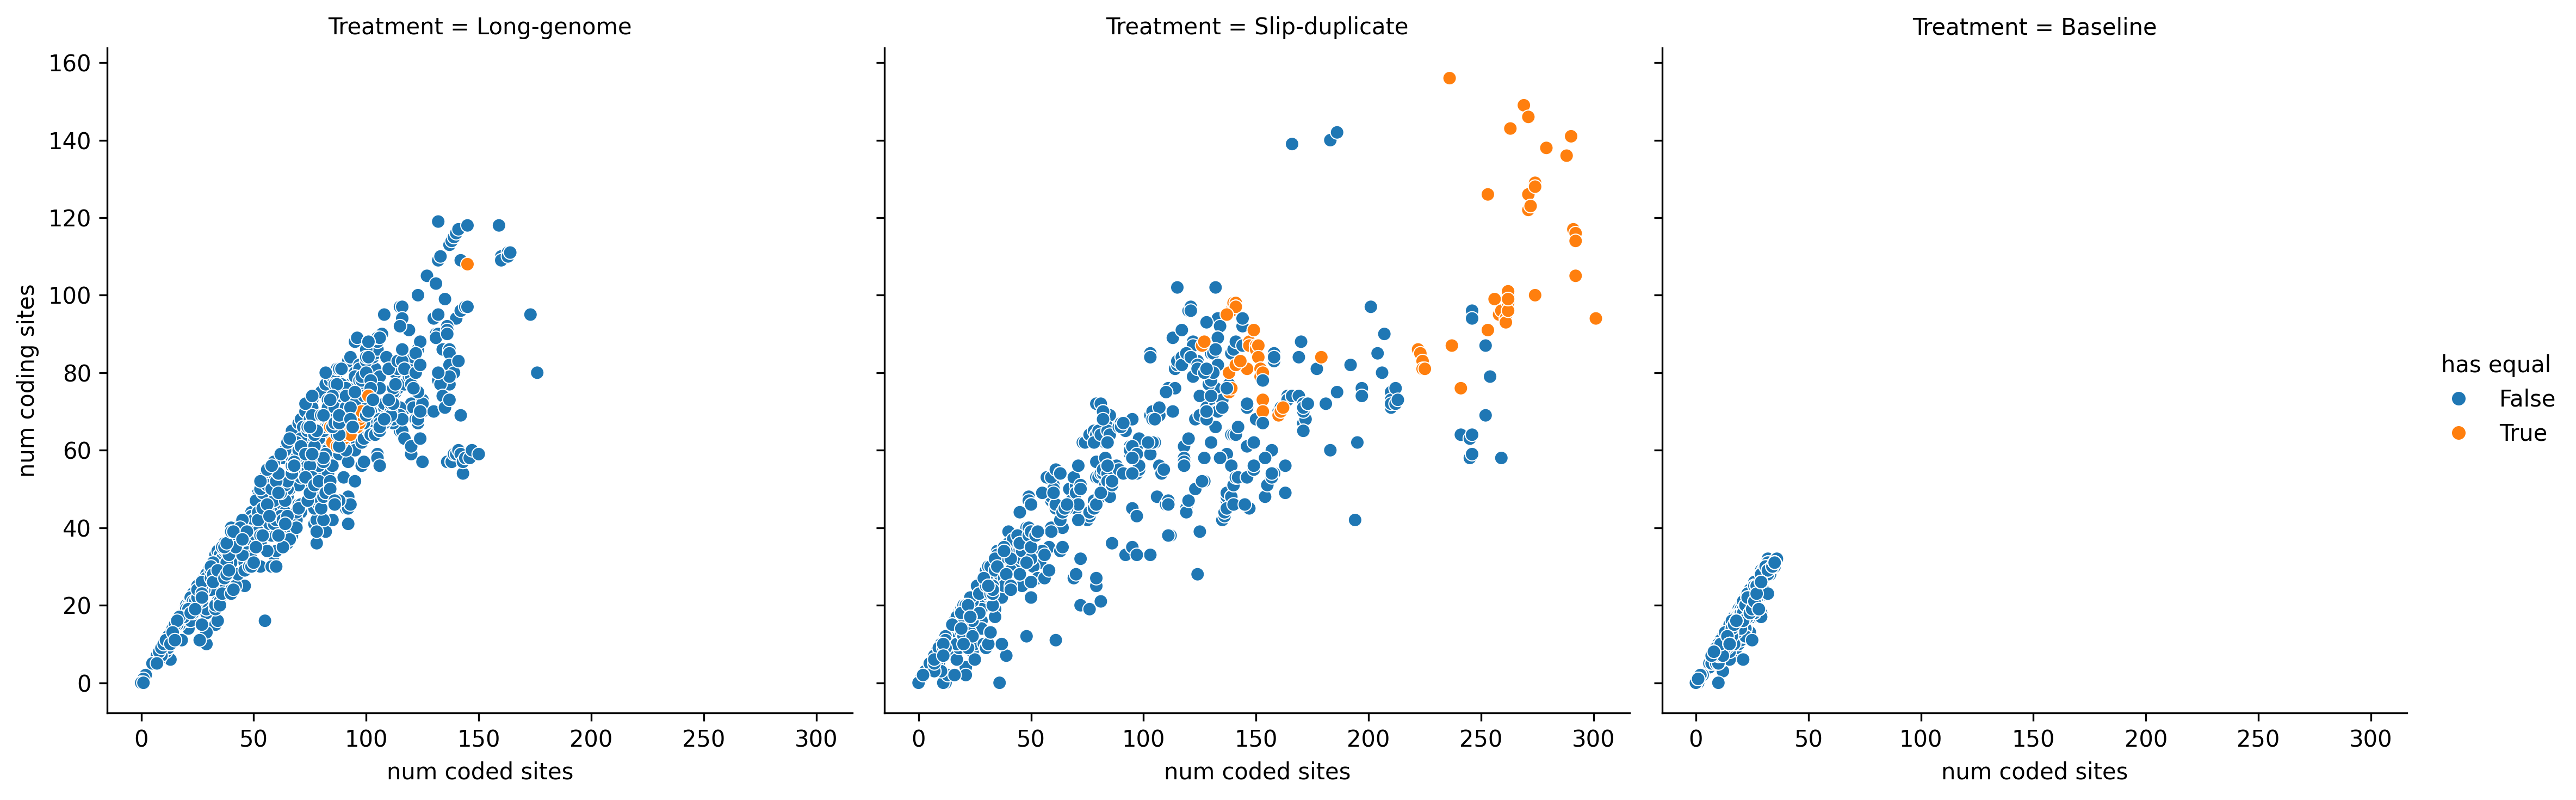 Treatment = Long-genome
Treatment = Slip-duplicate
Treatment = Baseline
160
140
120
100
80
60
40
20
0
num coding sites
0 50 100 150 200 250 300
0 50 100 150 200 250 300
0 50 100 150 200 250 300
num coded sites
num coded sites
num coded sites
has equal
False
True